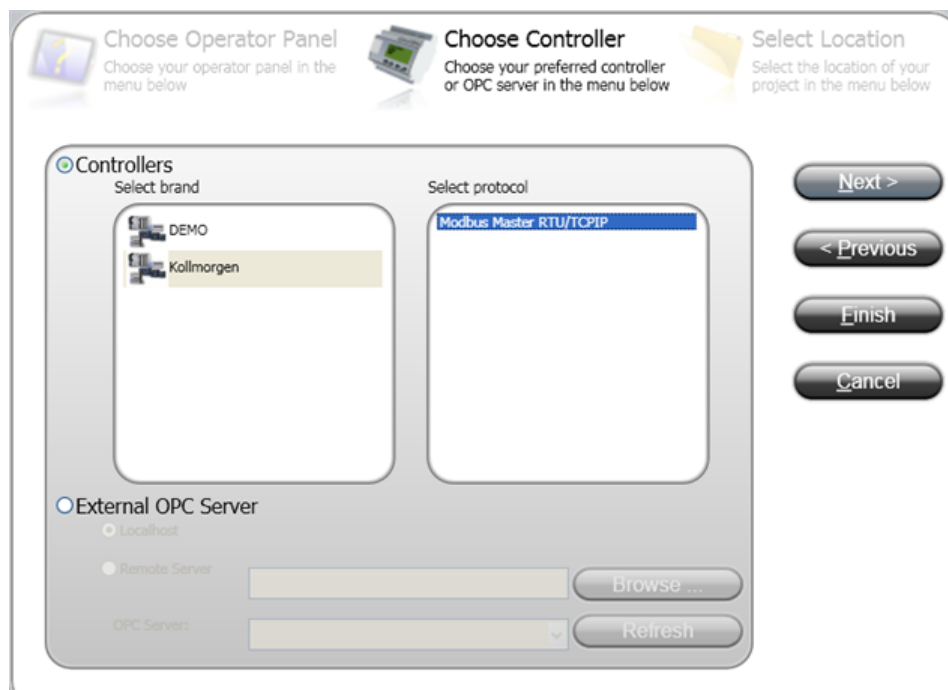 Choose Operator Panel
Choose your operator panel in the
menu below
Choose Controller
Choose your preferred controller
or OPC server in the menu below
Select Location
Select the location of your
project in the menu below
Controllers
Select brand
Select protocol
DEMO
Kollmorgen
Modbus Master RTU/TCPIP
Next >
< Previous
Finish
Cancel
External OPC Server
Localhost
Remote Server
Browse ...
OPC Server:
Refresh